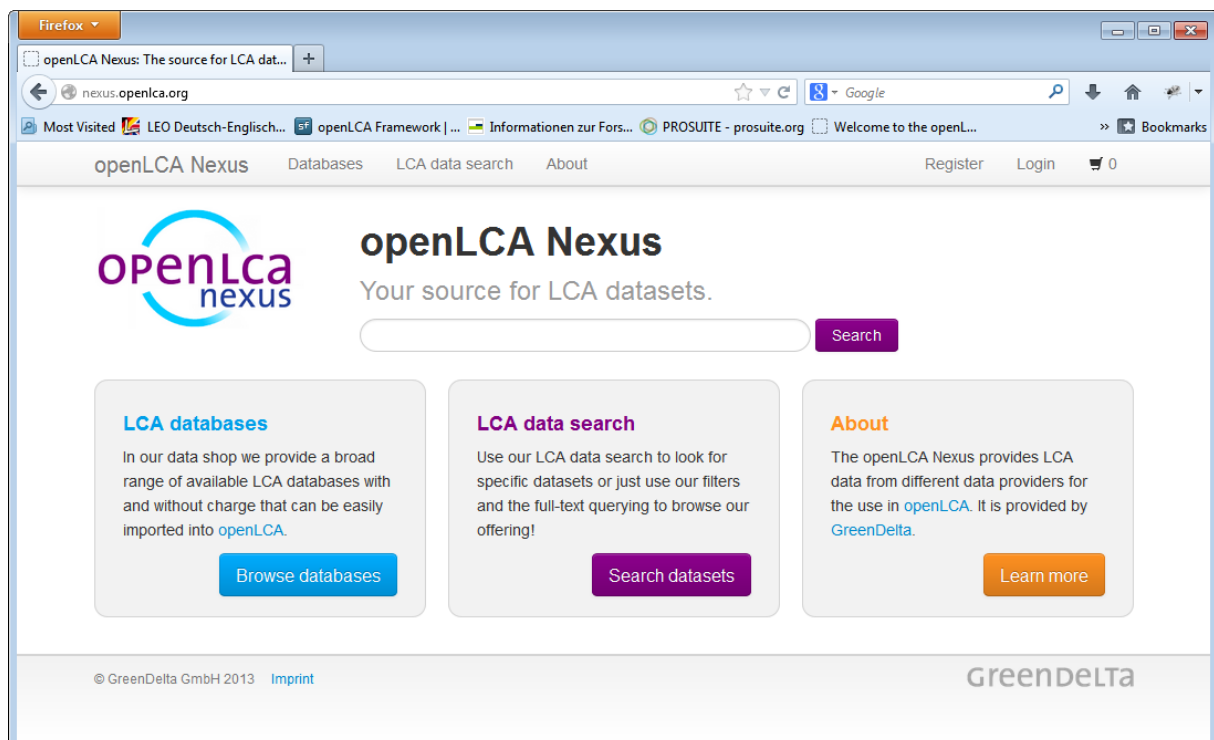 Firefox
openLCA Nexus: The source for LCA dat... +
nexus.openlca.org
8 Google
Most Visited LEO Deutsch-Englisch... sf openLCA Framework | ... Informationen zur Fors... PROSUITE - prosuite.org Welcome to the openL... » Bookmarks
openLCA Nexus Databases LCA data search About Register Login 0
openLca
nexus
openLCA Nexus
Your source for LCA datasets.
Search
LCA databases
In our data shop we provide a broad
range of available LCA databases with
and without charge that can be easily
imported into openLCA.
Browse databases
LCA data search
Use our LCA data search to look for
specific datasets or just use our filters
and the full-text querying to browse our
offering!
Search datasets
About
The openLCA Nexus provides LCA
data from different data providers for
the use in openLCA. It is provided by
GreenDelta.
Learn more
© GreenDelta GmbH 2013 Imprint
GreenDeLTa